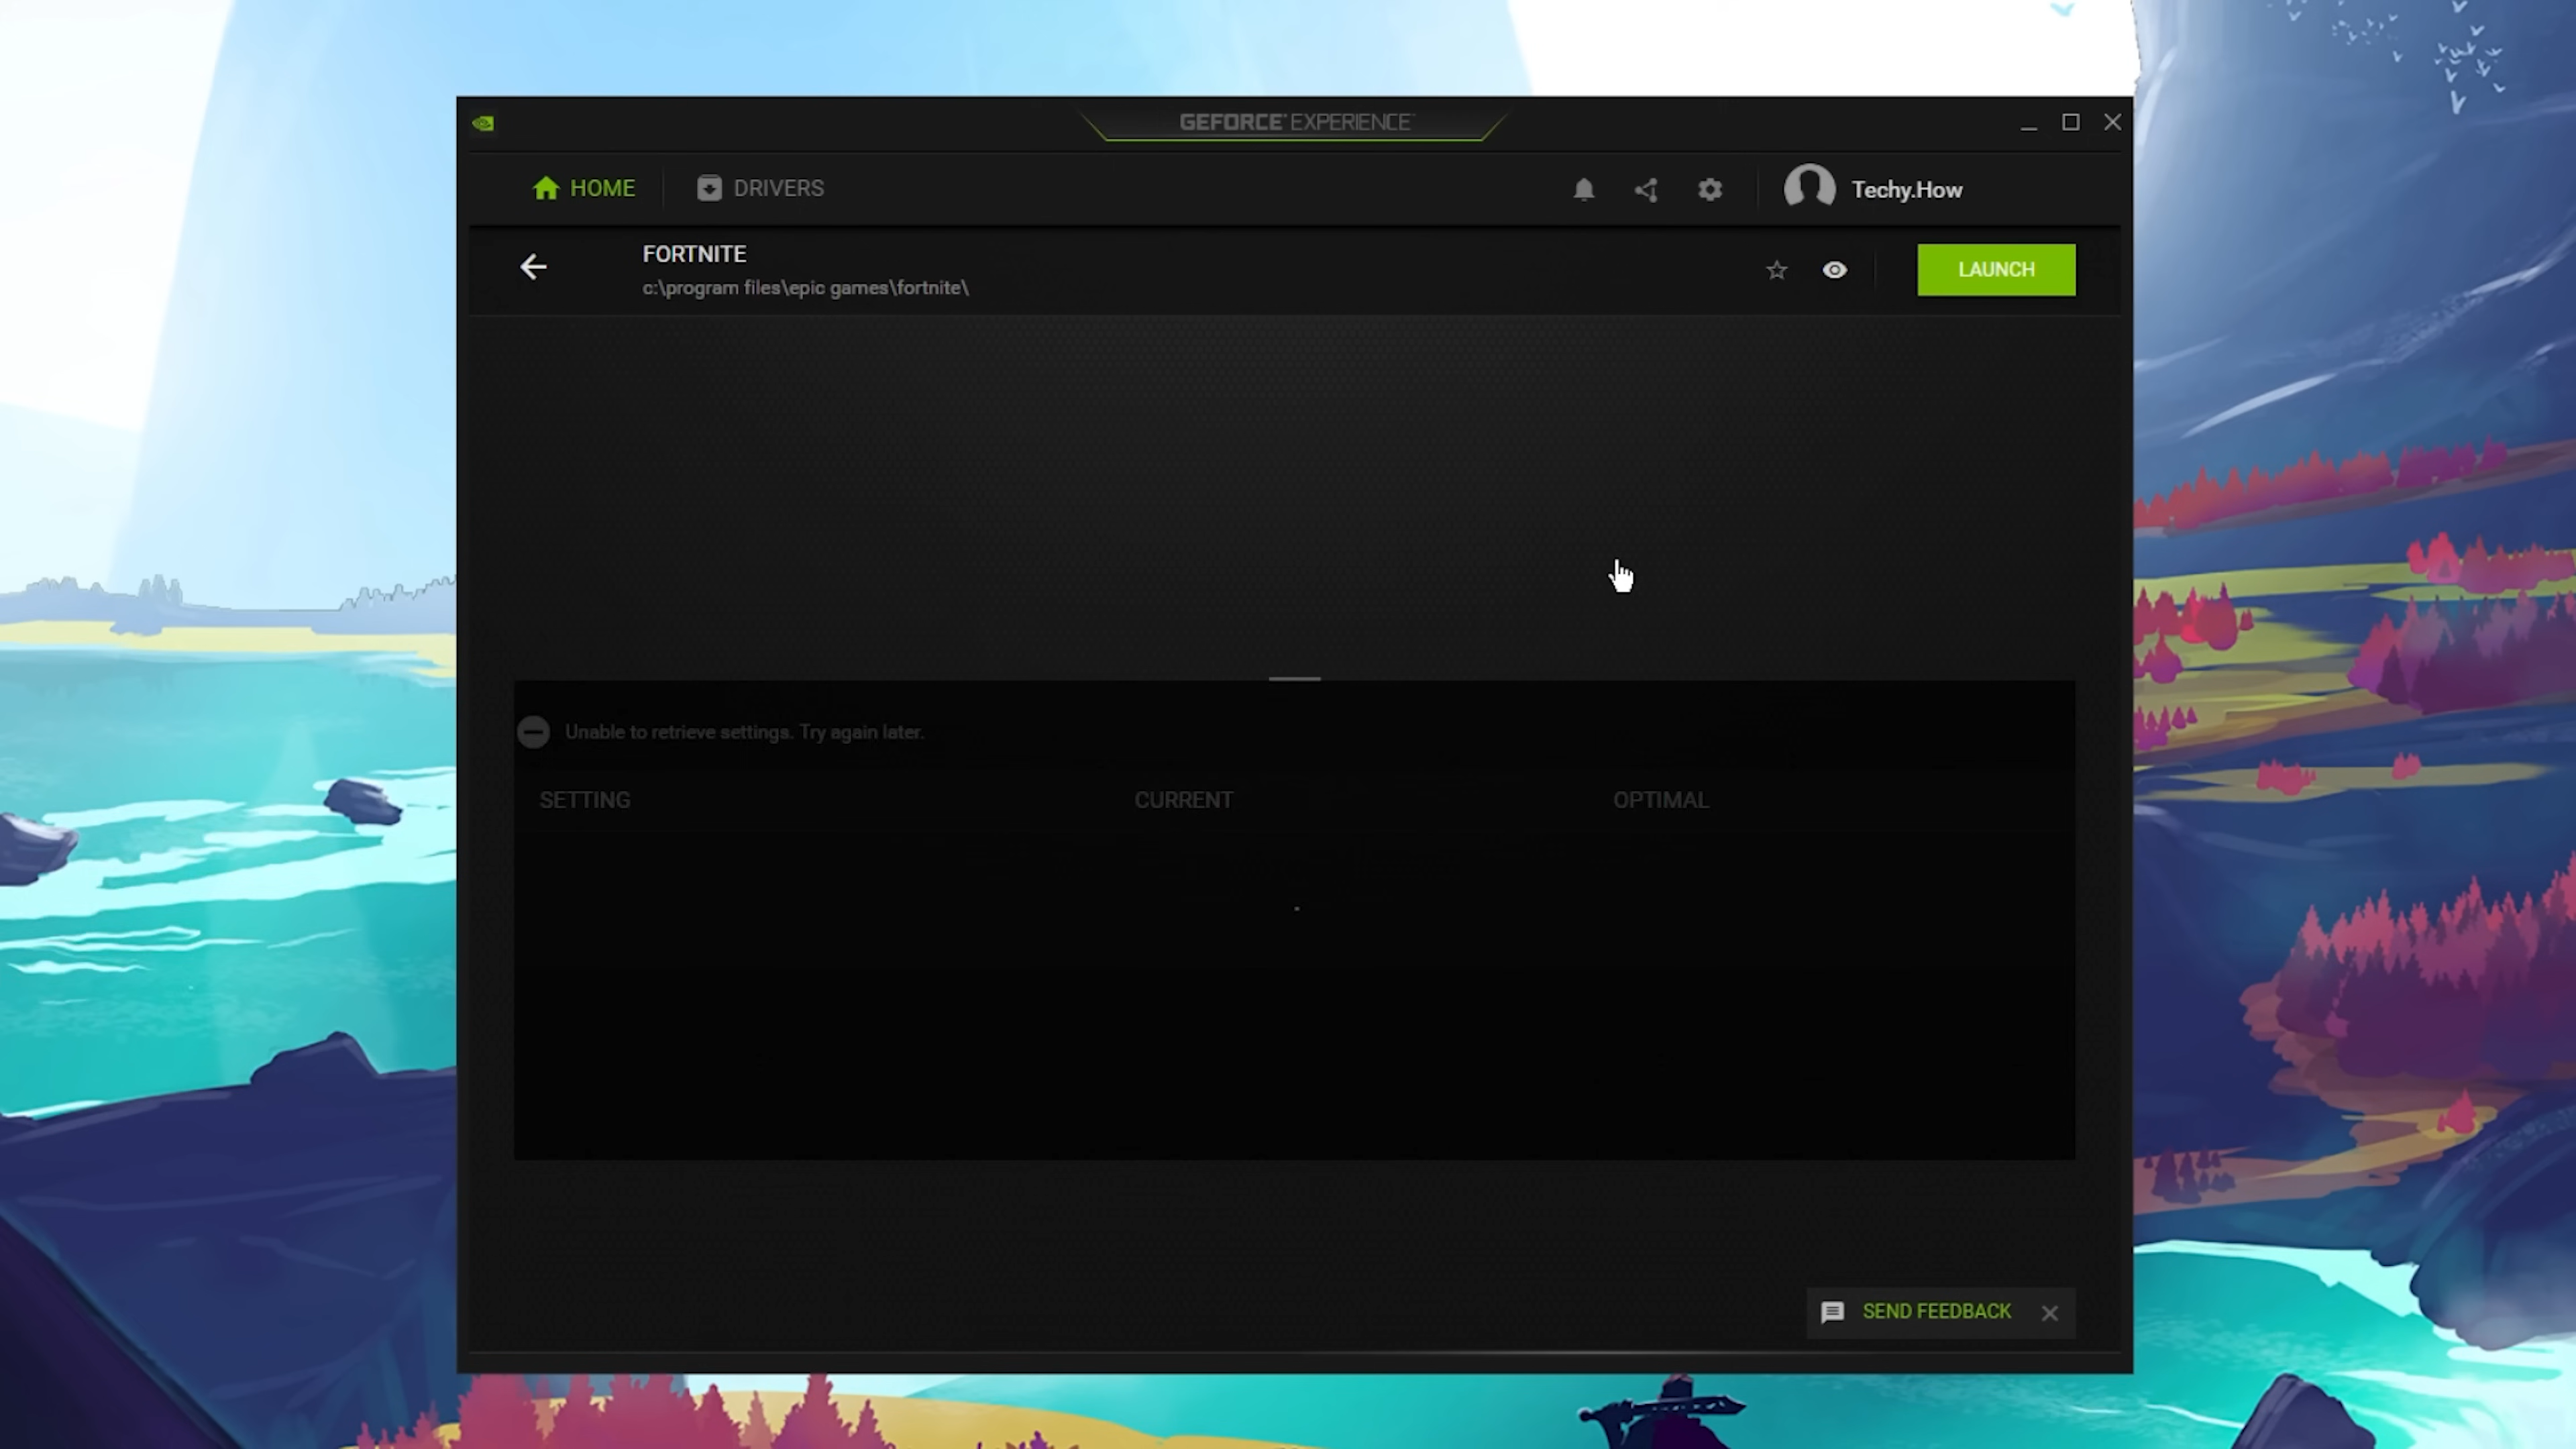 GEFORCE EXPERIENCE
HOME
DRIVERS
Techy.How
FORTNITE
c:\program files\epic games\fortnite\
LAUNCH
Unable to retrieve settings. Try again later.
SETTING
CURRENT
OPTIMAL
SEND FEEDBACK